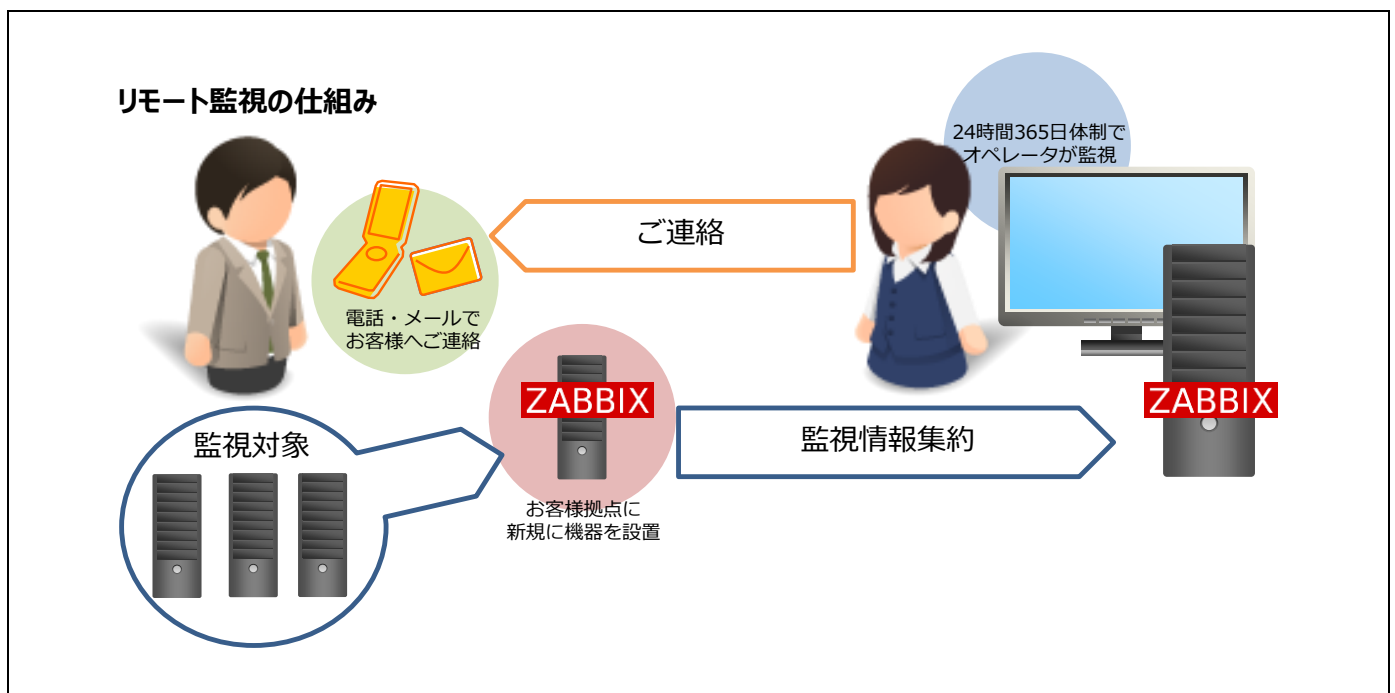 リモート監視の仕組み
24時間365日体制で
オペレータが監視
ご連絡
電話・メールで
お客様へご連絡
ZABBIX
ZABBIX
監視対象
監視情報集約
お客様拠点に
新規に機器を設置